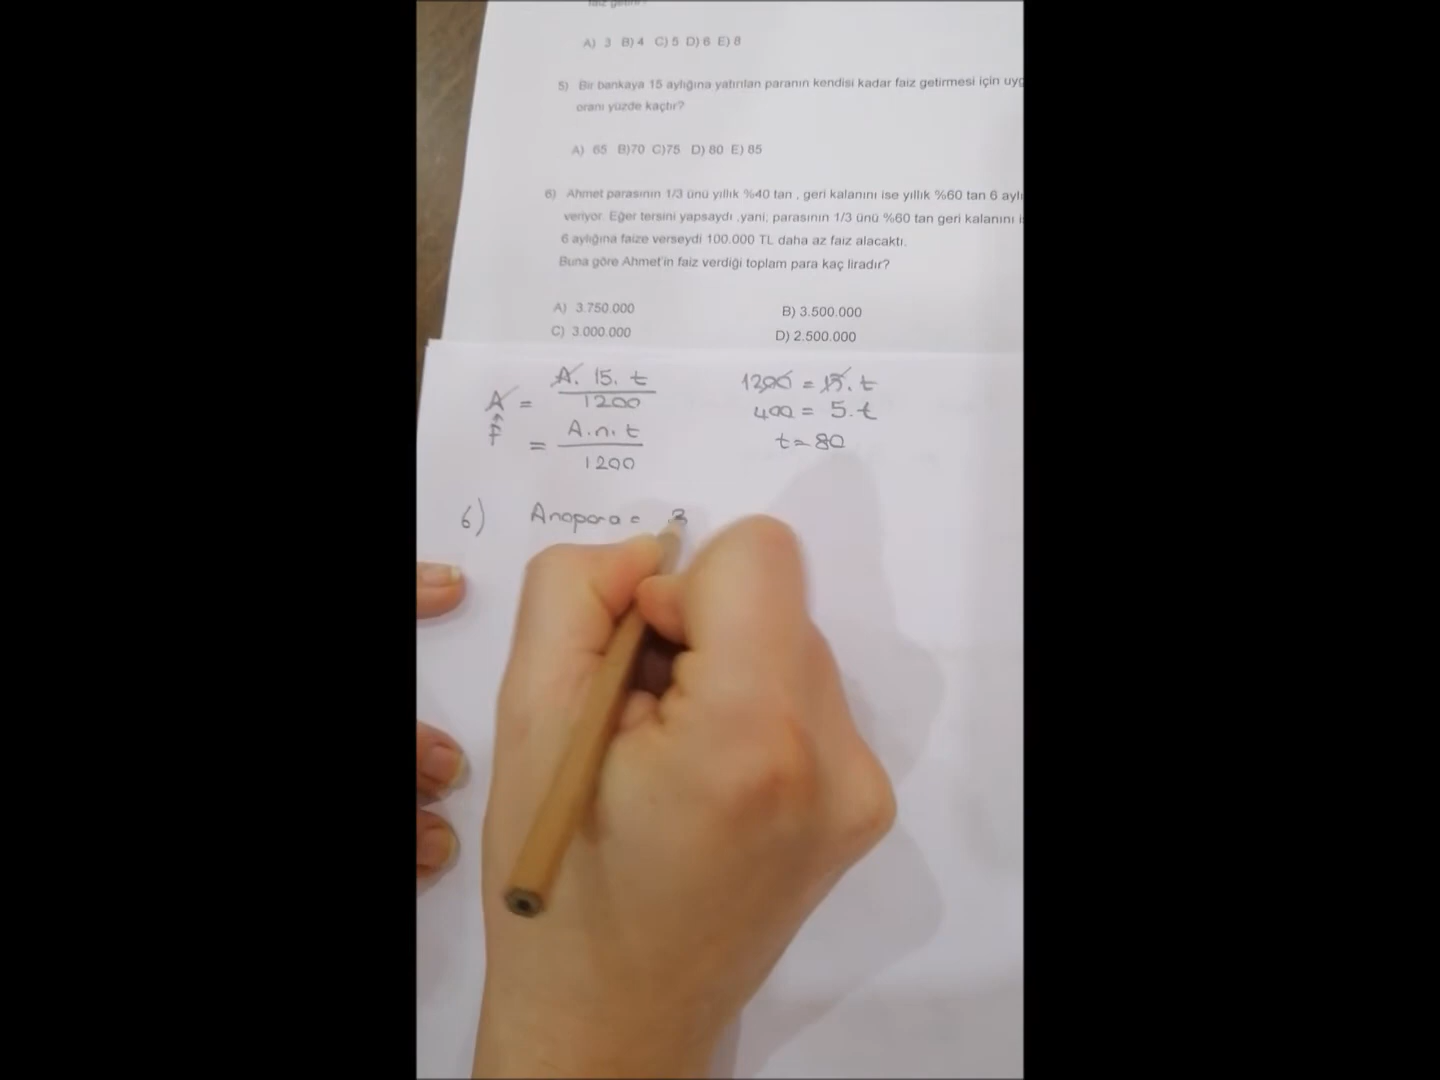 A) 3 B) 4 C) 5 D) 6 E) 8
5) Bir bankaya 15 aylığına yatırılan paranın kendisi kadar faiz getirmesi için uyg
oranı yüzde kaçtır?
A) 65 B)70 C)75 D) 80 E) 85
6) Ahmet parasının 1/3 ünü yıllık %40 tan , geri kalanını ise yıllık %60 tan 6 aylı
veriyor. Eğer tersini yapsaydı ,yani; parasının 1/3 ünü %60 tan geri kalanını i
6 aylığına faize verseydi 100.000 TL daha az faiz alacaktı.
Buna göre Ahmet'in faiz verdiği toplam para kaç liradır?
A) 3.750.000 B) 3.500.000
C) 3.000.000 D) 2.500.000
A = A. 15. t / 1200
F = A.n.t / 1200
1200 = 15.t
400 = 5.t
t = 80
6) Anapara = 3